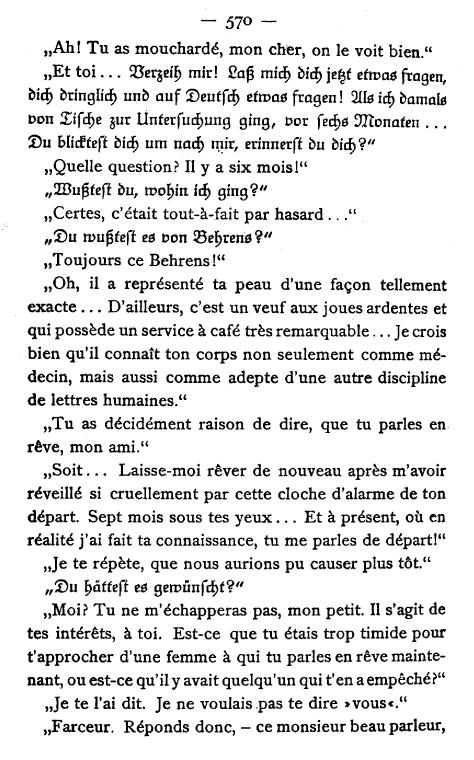 — 570 —
„Ah! Tu as mouchardé, mon cher, on le voit bien.“
„Et toi... Verzeih mir! Laß mich dich jetzt etwas fragen,
dich dringlich und auf Deutsch etwas fragen! Als ich damals
von Tische zur Untersuchung ging, vor sechs Monaten ...
Du blicktest dich um nach mir, erinnerst du dich?“
„Quelle question? Il y a six mois!“
„Wußtest du, wohin ich ging?“
„Certes, c'était tout-à-fait par hasard ...“
„Du wußtest es von Behrens?“
„Toujours ce Behrens!“
„Oh, il a représenté ta peau d'une façon tellement
exacte ... D'ailleurs, c'est un veuf aux joues ardentes et
qui possède un service à café très remarquable ... Je crois
bien qu'il connaît ton corps non seulement comme mé-
decin, mais aussi comme adepte d'une autre discipline
de lettres humaines.“
„Tu as décidément raison de dire, que tu parles en
rêve, mon ami.“
„Soit... Laisse-moi rêver de nouveau après m'avoir
réveillé si cruellement par cette cloche d'alarme de ton
départ. Sept mois sous tes yeux... Et à présent, où en
réalité j'ai fait ta connaissance, tu me parles de départ!“
„Je te répète, que nous aurions pu causer plus tôt.“
„Du hättest es gewünscht?“
„Moi? Tu ne m'échapperas pas, mon petit. Il s'agit de
tes intérêts, à toi. Est-ce que tu étais trop timide pour
t'approcher d'une femme à qui tu parles en rêve mainte-
nant, ou est-ce qu'il y avait quelqu'un qui t'en a empêché?“
„Je te l'ai dit. Je ne voulais pas te dire »vous«.“
„Farceur. Réponds donc, – ce monsieur beau parleur,